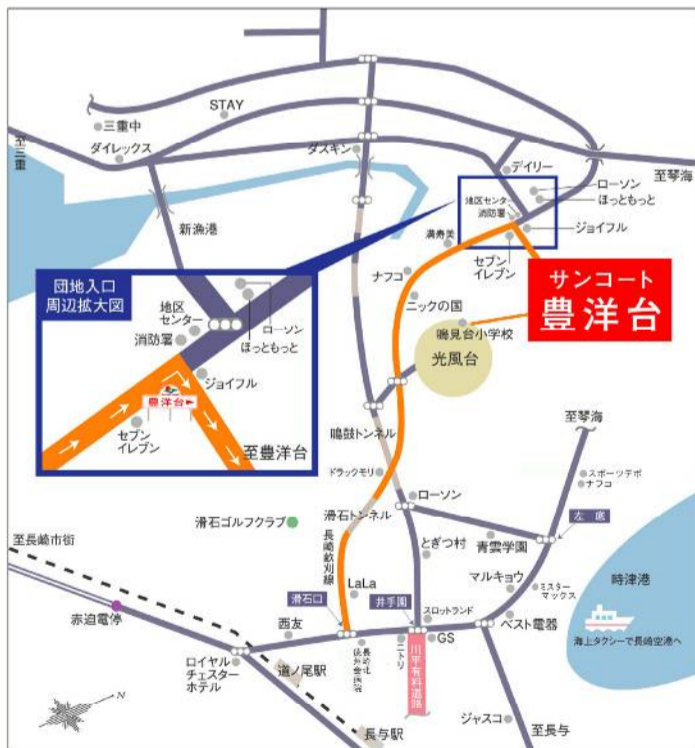 至三重
三重中
ダイレックス
STAY
ダスキン
新漁港
デイリー
至琴海
ローソン
ほっともっと
地区センター
消防署
ジョイフル
セブン
イレブン
満寿美
ナフコ
ニックの国
サンコート
豊洋台
鳴見台小学校
光風台
団地入口
周辺拡大図
地区
センター
消防署
ローソン
ほっともっと
ジョイフル
豊洋台
セブン
イレブン
至豊洋台
鳴鼓トンネル
至琴海
ドラックモリ
スポーツデポ
ナフコ
ローソン
滑石トンネル
滑石ゴルフクラブ
長崎畝刈線
左底
とぎつ村
青雲学園
至長崎市街
LaLa
マルキョウ
ミスター
マックス
時津港
滑石口
井手園
スロットランド
赤迫電停
西友
GS
ベスト電器
海上タクシーで長崎空港へ
ロイヤル
チェスター
ホテル
道ノ尾駅
ニトリ
川平有料道路
N
長与駅
ジャスコ
至長与